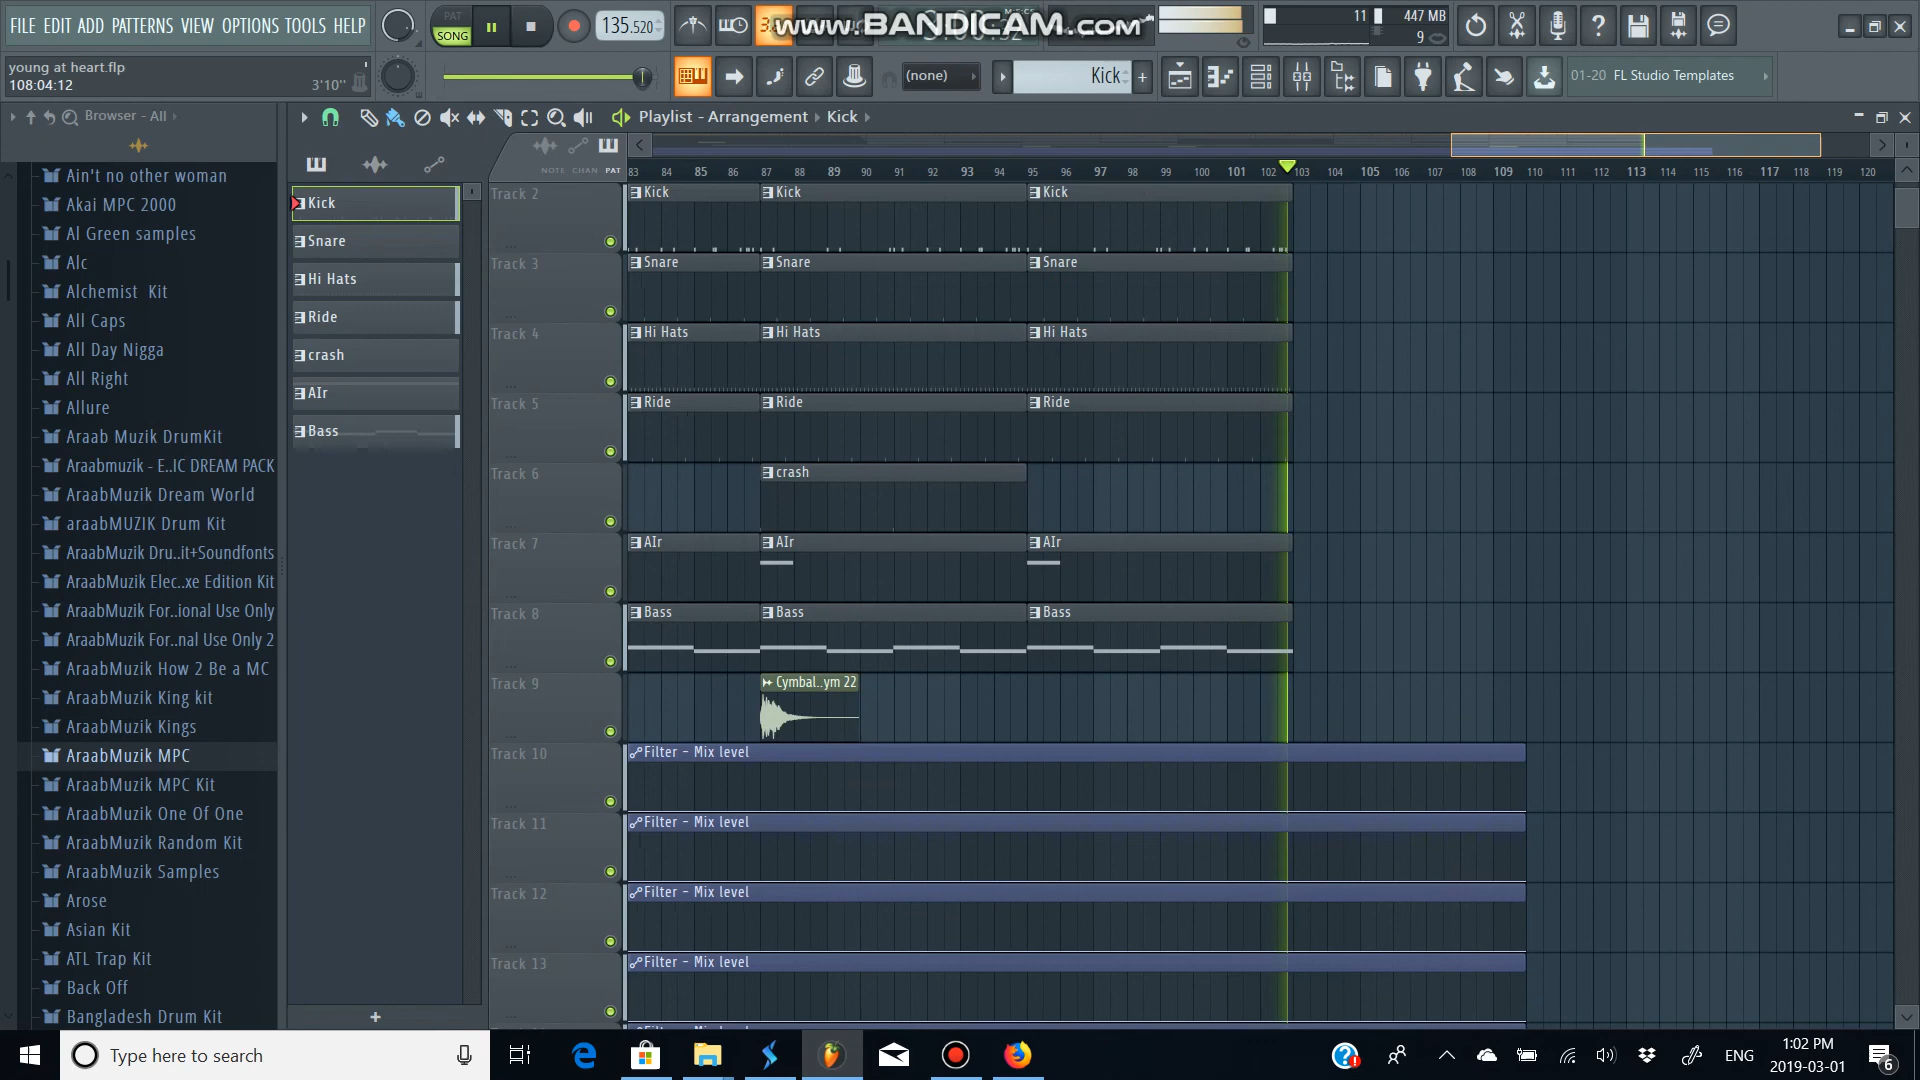 FILE EDIT ADD PATTERNS VIEW OPTIONS TOOLS HELP
PAT
SONG
135.520
www.BANDICAM.com
11
447 MB
9
young at heart.flp
108:04:12
3'10"
(none)
Kick
01-20 FL Studio Templates
Browser - All
Playlist - Arrangement
Kick
NOTE CHAN PAT
83 84 85 86 87 88 89 90 91 92 93 94 95 96 97 98 99 100 101 102 103 104 105 106 107 108 109 110 111 112 113 114 115 116 117 118 119 120
Ain't no other woman
Akai MPC 2000
Al Green samples
Alc
Alchemist Kit
All Caps
All Day Nigga
All Right
Allure
Araab Muzik DrumKit
Araabmuzik - E..IC DREAM PACK
AraabMuzik Dream World
araabMUZIK Drum Kit
AraabMuzik Dru..it+Soundfonts
AraabMuzik Elec..xe Edition Kit
AraabMuzik For..ional Use Only
AraabMuzik For..nal Use Only 2
AraabMuzik How 2 Be a MC
AraabMuzik King kit
AraabMuzik Kings
AraabMuzik MPC
AraabMuzik MPC Kit
AraabMuzik One Of One
AraabMuzik Random Kit
AraabMuzik Samples
Arose
Asian Kit
ATL Trap Kit
Back Off
Bangladesh Drum Kit
Kick
Snare
Hi Hats
Ride
crash
AIr
Bass
+
Track 2
Kick
Kick
Kick
Track 3
Snare
Snare
Snare
Track 4
Hi Hats
Hi Hats
Hi Hats
Track 5
Ride
Ride
Ride
Track 6
crash
Track 7
AIr
AIr
AIr
Track 8
Bass
Bass
Bass
Track 9
Cymbal..ym 22
Track 10
Filter - Mix level
Track 11
Filter - Mix level
Track 12
Filter - Mix level
Track 13
Filter - Mix level
Type here to search
ENG
1:02 PM
2019-03-01
6